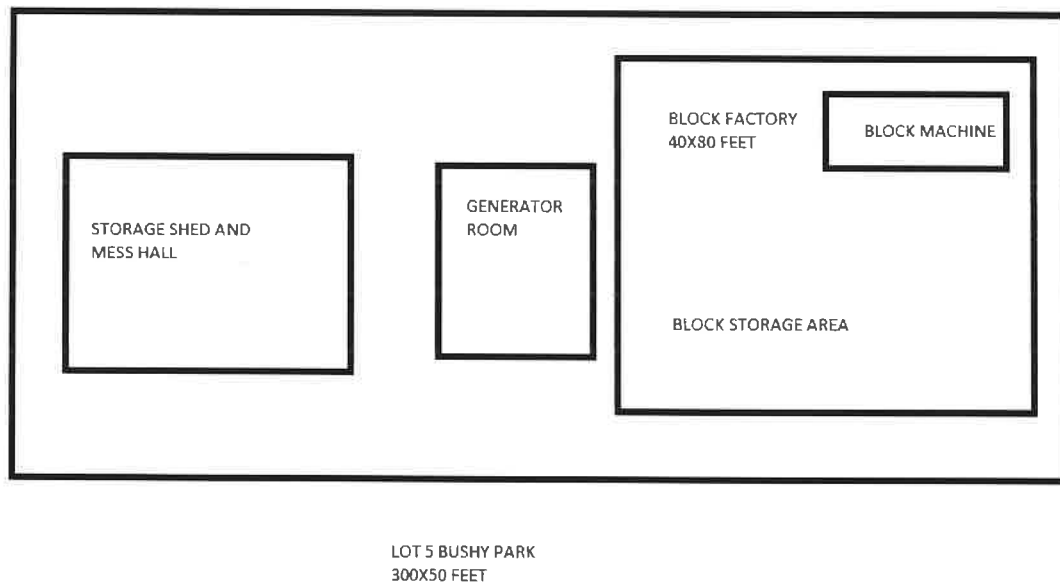 BLOCK FACTORY
40X80 FEET
BLOCK MACHINE
STORAGE SHED AND
MESS HALL
GENERATOR
ROOM
BLOCK STORAGE AREA
LOT 5 BUSHY PARK
300X50 FEET